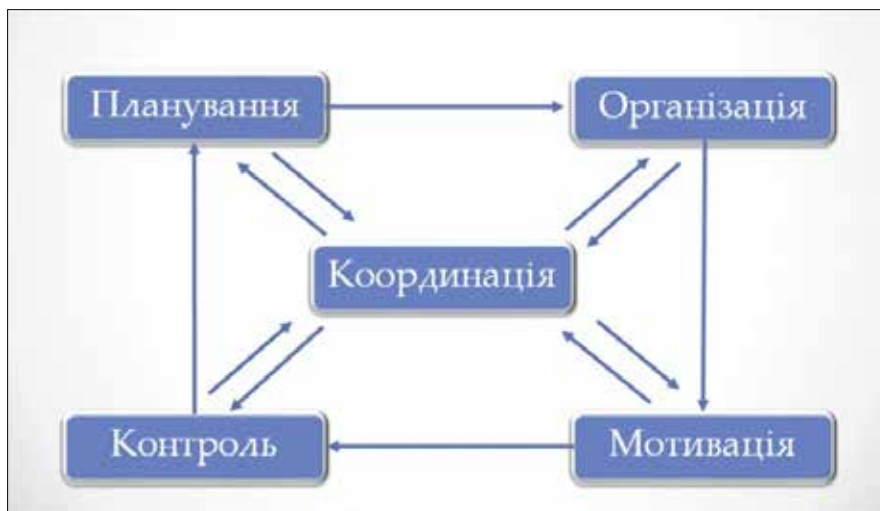 Планування
Організація
Координація
Контроль
Мотивація